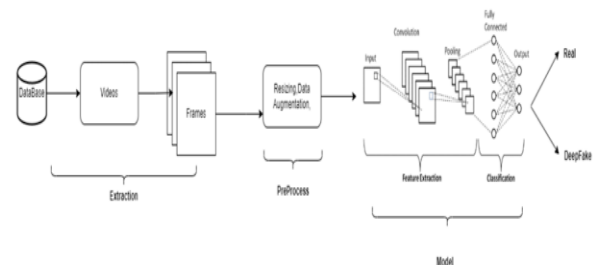 DataBase
Videos
Frames
Resizing,Data
Augmentation,
Input
Convolution
Pooling
Fully
Connected
Output
Real
DeepFake
Extraction
PreProcess
Feature Extraction
Classification
Model